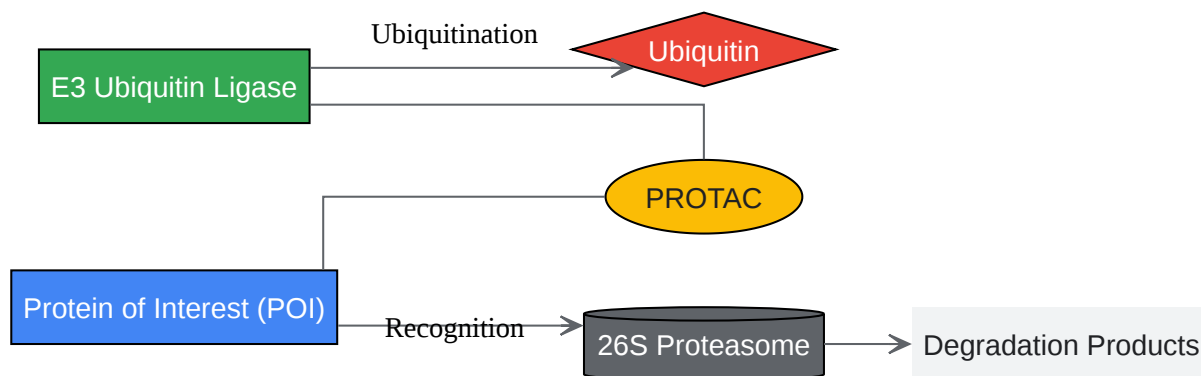 Ubiquitination
Ubiquitin
E3 Ubiquitin Ligase
PROTAC
Protein of Interest (POI)
Recognition
26S Proteasome
Degradation Products